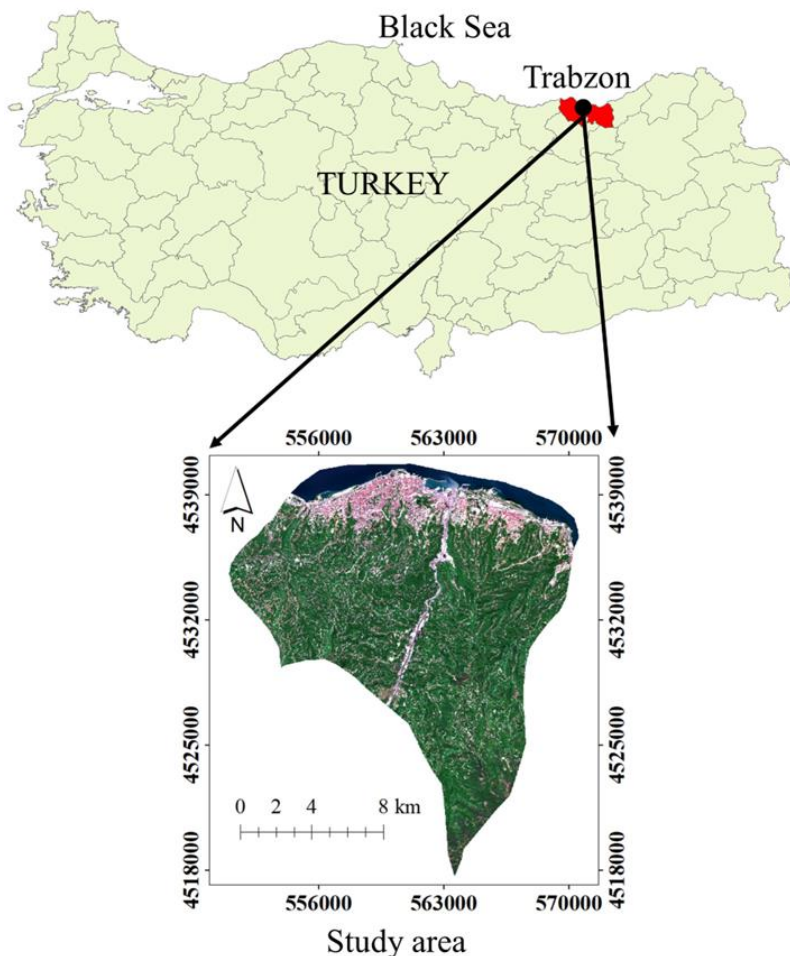 Black Sea
Trabzon
TURKEY
556000 563000 570000
4539000 4539000
N
4532000 4532000
4525000 4525000
0 2 4 8 km
4518000 4518000
556000 563000 570000
Study area